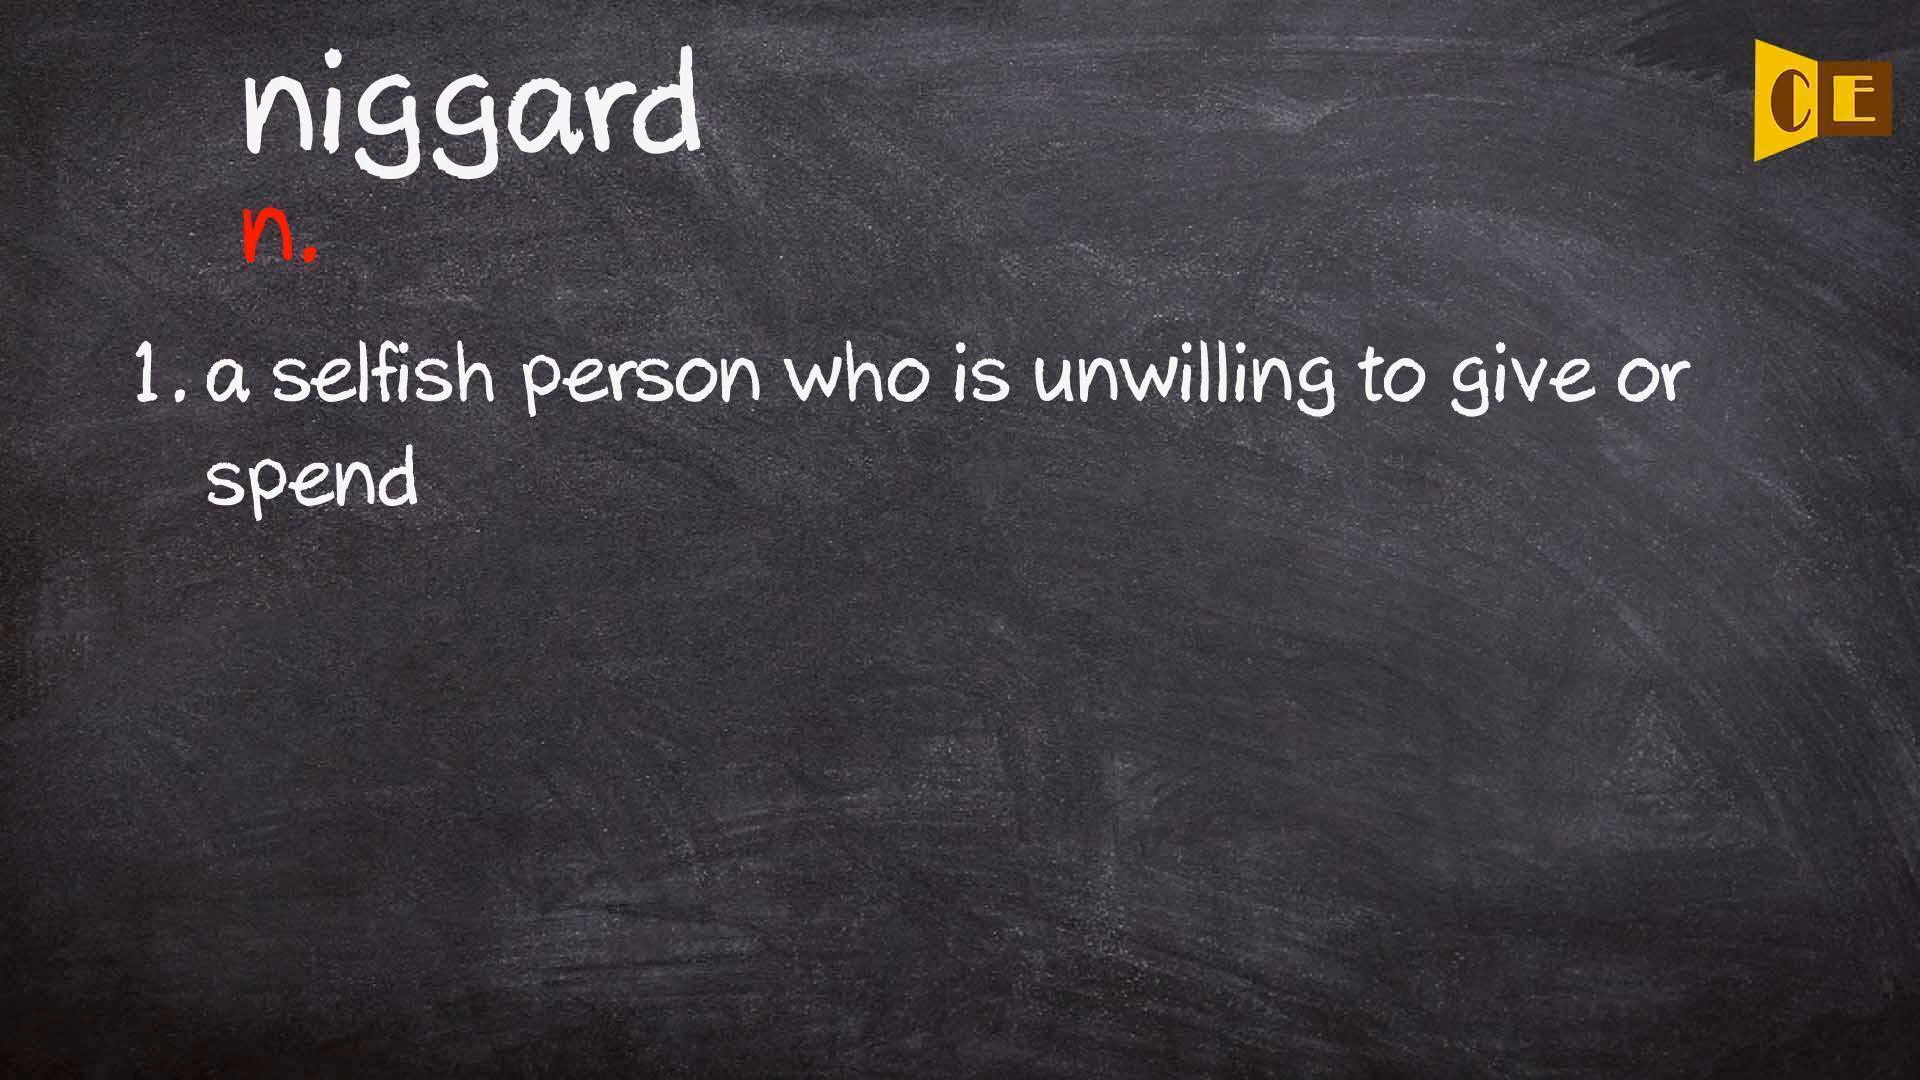 niggard
n.
1. a selfish person who is unwilling to give or
spend
CE